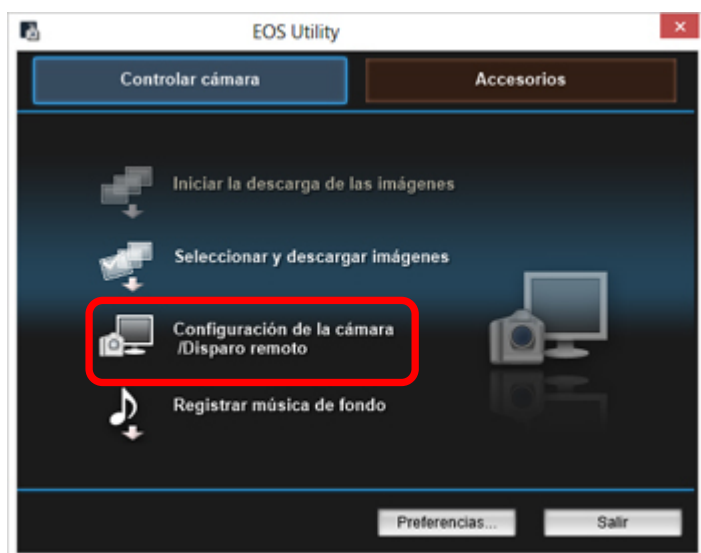 EOS Utility
Controlar cámara
Accesorios
Iniciar la descarga de las imágenes
Seleccionar y descargar imágenes
Configuración de la cámara
/Disparo remoto
Registrar música de fondo
Preferencias...
Salir